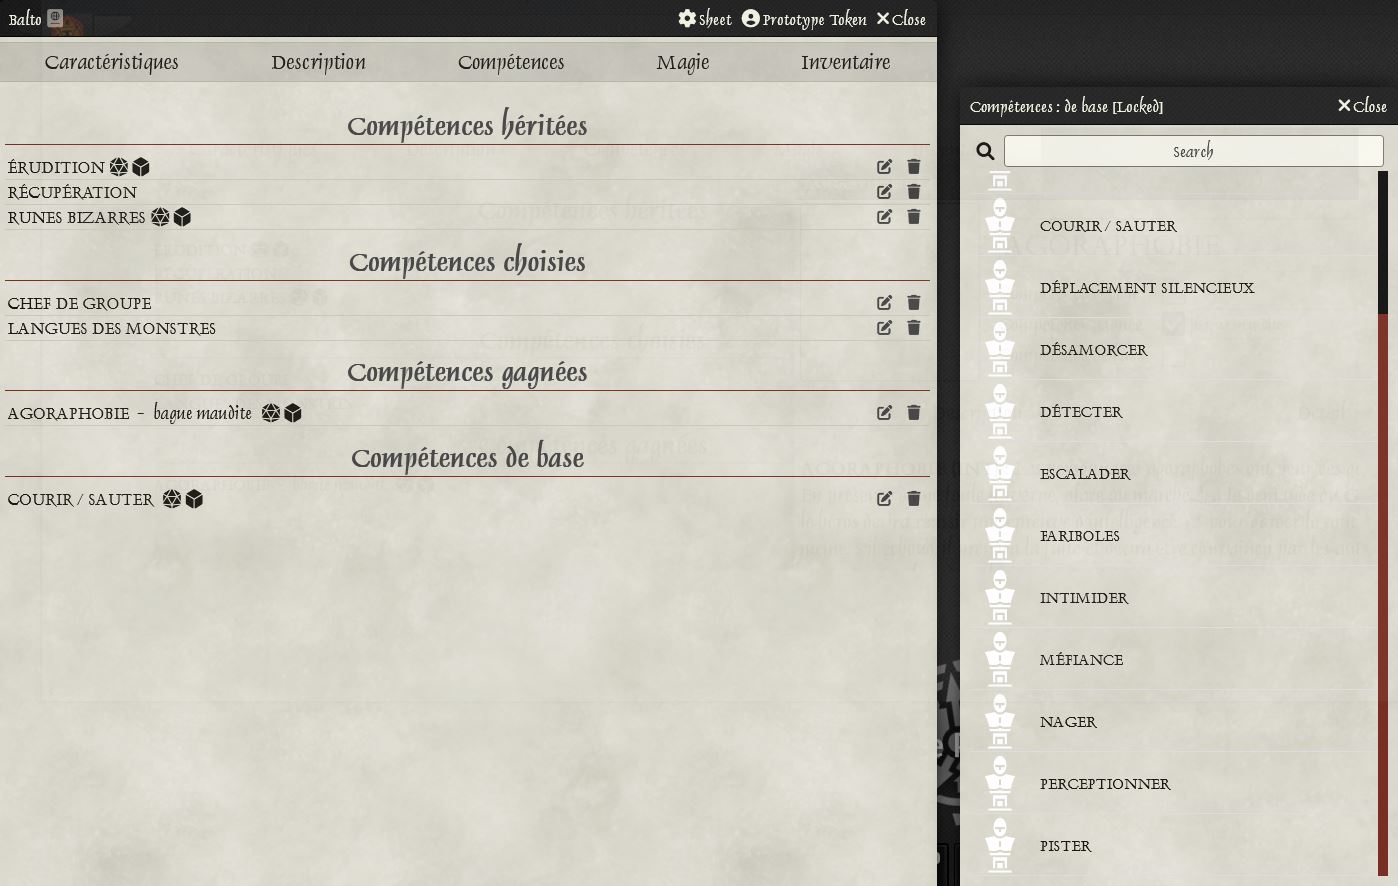 Balto
Sheet Prototype Token Close
Caractéristiques Description Compétences Magie Inventaire
Compétences héritées
ÉRUDITION
RÉCUPÉRATION
RUNES BIZARRES
Compétences choisies
CHEF DE GROUPE
LANGUES DES MONSTRES
Compétences gagnées
AGORAPHOBIE - bague maudite
Compétences de base
COURIR / SAUTER
Compétences : de base [Locked] Close
Search
COURIR / SAUTER
DÉPLACEMENT SILENCIEUX
DÉSAMORCER
DÉTECTER
ESCALADER
FARIBOLES
INTIMIDER
MÉFIANCE
NAGER
PERCEPTIONNER
PISTER